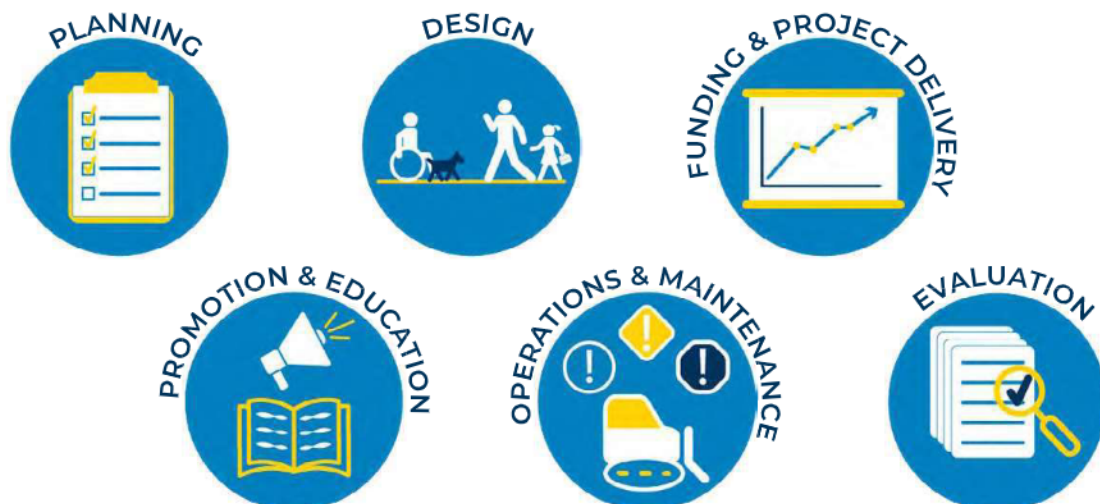 PLANNING
DESIGN
FUNDING & PROJECT DELIVERY
PROMOTION & EDUCATION
OPERATIONS & MAINTENANCE
EVALUATION